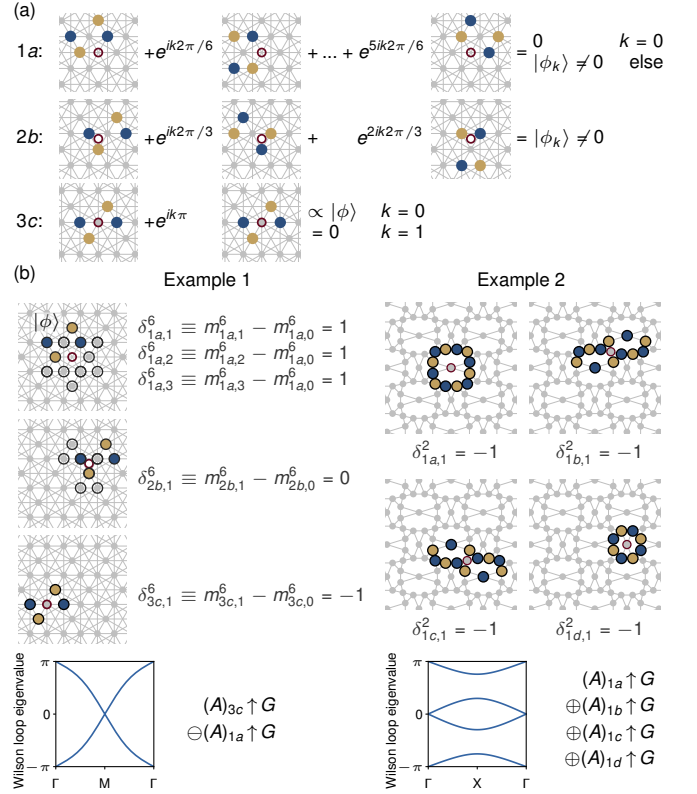 (a)
1a: +e^{ik2π/6} + ... + e^{5ik2π/6} = 0 k = 0
|ϕ_k⟩ ≠0 else
2b: +e^{ik2π/3} + e^{2ik2π/3} = |ϕ_k⟩ ≠0
3c: +e^{ikπ} ∝ |ϕ⟩ k = 0
= 0 k = 1
(b)
Example 1
|ϕ⟩
δ^6_{1a,1} ≡ m^6_{1a,1} − m^6_{1a,0} = 1
δ^6_{1a,2} ≡ m^6_{1a,2} − m^6_{1a,0} = 1
δ^6_{1a,3} ≡ m^6_{1a,3} − m^6_{1a,0} = 1
δ^6_{2b,1} ≡ m^6_{2b,1} − m^6_{2b,0} = 0
δ^6_{3c,1} ≡ m^6_{3c,1} − m^6_{3c,0} = −1
Wilson loop eigenvalue
π
0
−π
Γ M Γ
(A)_{3c} ↑ G
⊖(A)_{1a} ↑ G
Example 2
δ^2_{1a,1} = −1
δ^2_{1b,1} = −1
δ^2_{1c,1} = −1
δ^2_{1d,1} = −1
Wilson loop eigenvalue
π
0
−π
Γ X Γ
(A)_{1a} ↑ G
⊕(A)_{1b} ↑ G
⊕(A)_{1c} ↑ G
⊕(A)_{1d} ↑ G